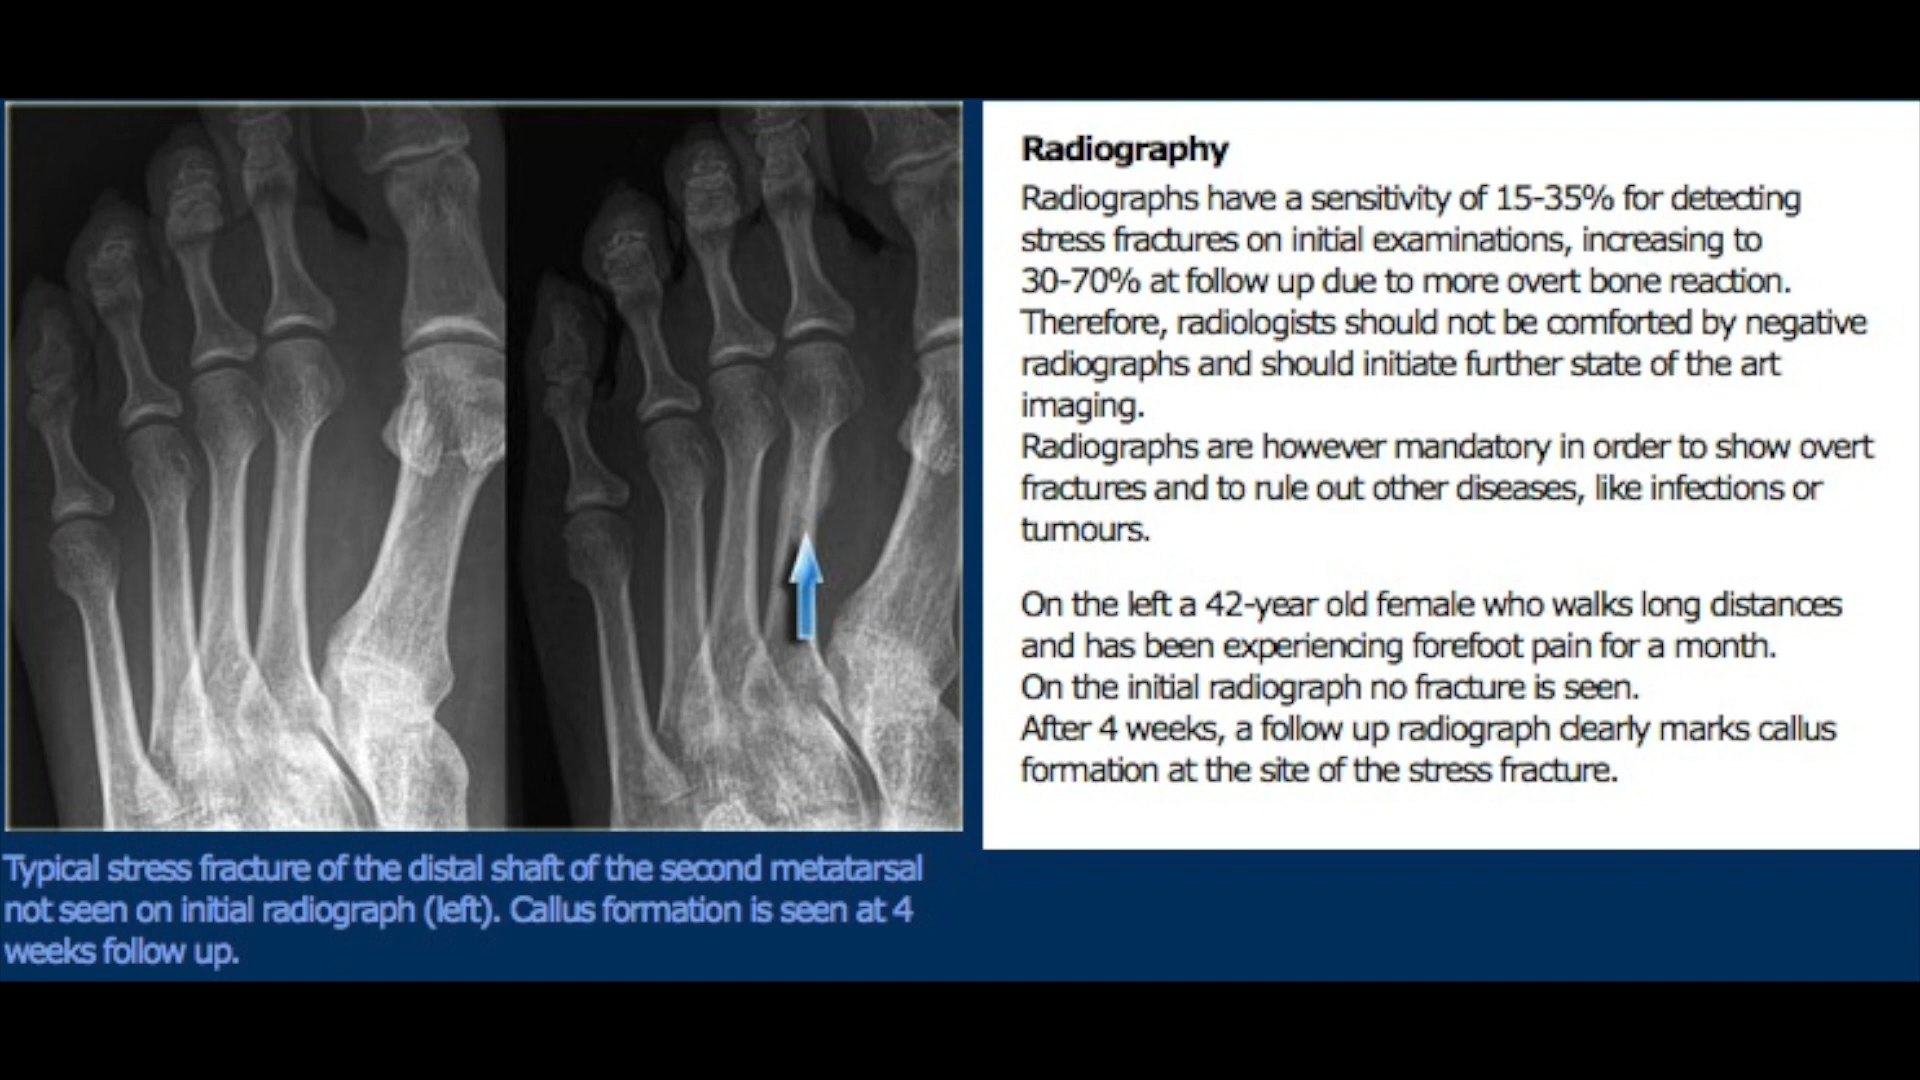 Radiography
Radiographs have a sensitivity of 15-35% for detecting
stress fractures on initial examinations, increasing to
30-70% at follow up due to more overt bone reaction.
Therefore, radiologists should not be comforted by negative
radiographs and should initiate further state of the art
imaging.
Radiographs are however mandatory in order to show overt
fractures and to rule out other diseases, like infections or
tumours.
On the left a 42-year old female who walks long distances
and has been experiencing forefoot pain for a month.
On the initial radiograph no fracture is seen.
After 4 weeks, a follow up radiograph clearly marks callus
formation at the site of the stress fracture.
Typical stress fracture of the distal shaft of the second metatarsal
not seen on initial radiograph (left). Callus formation is seen at 4
weeks follow up.